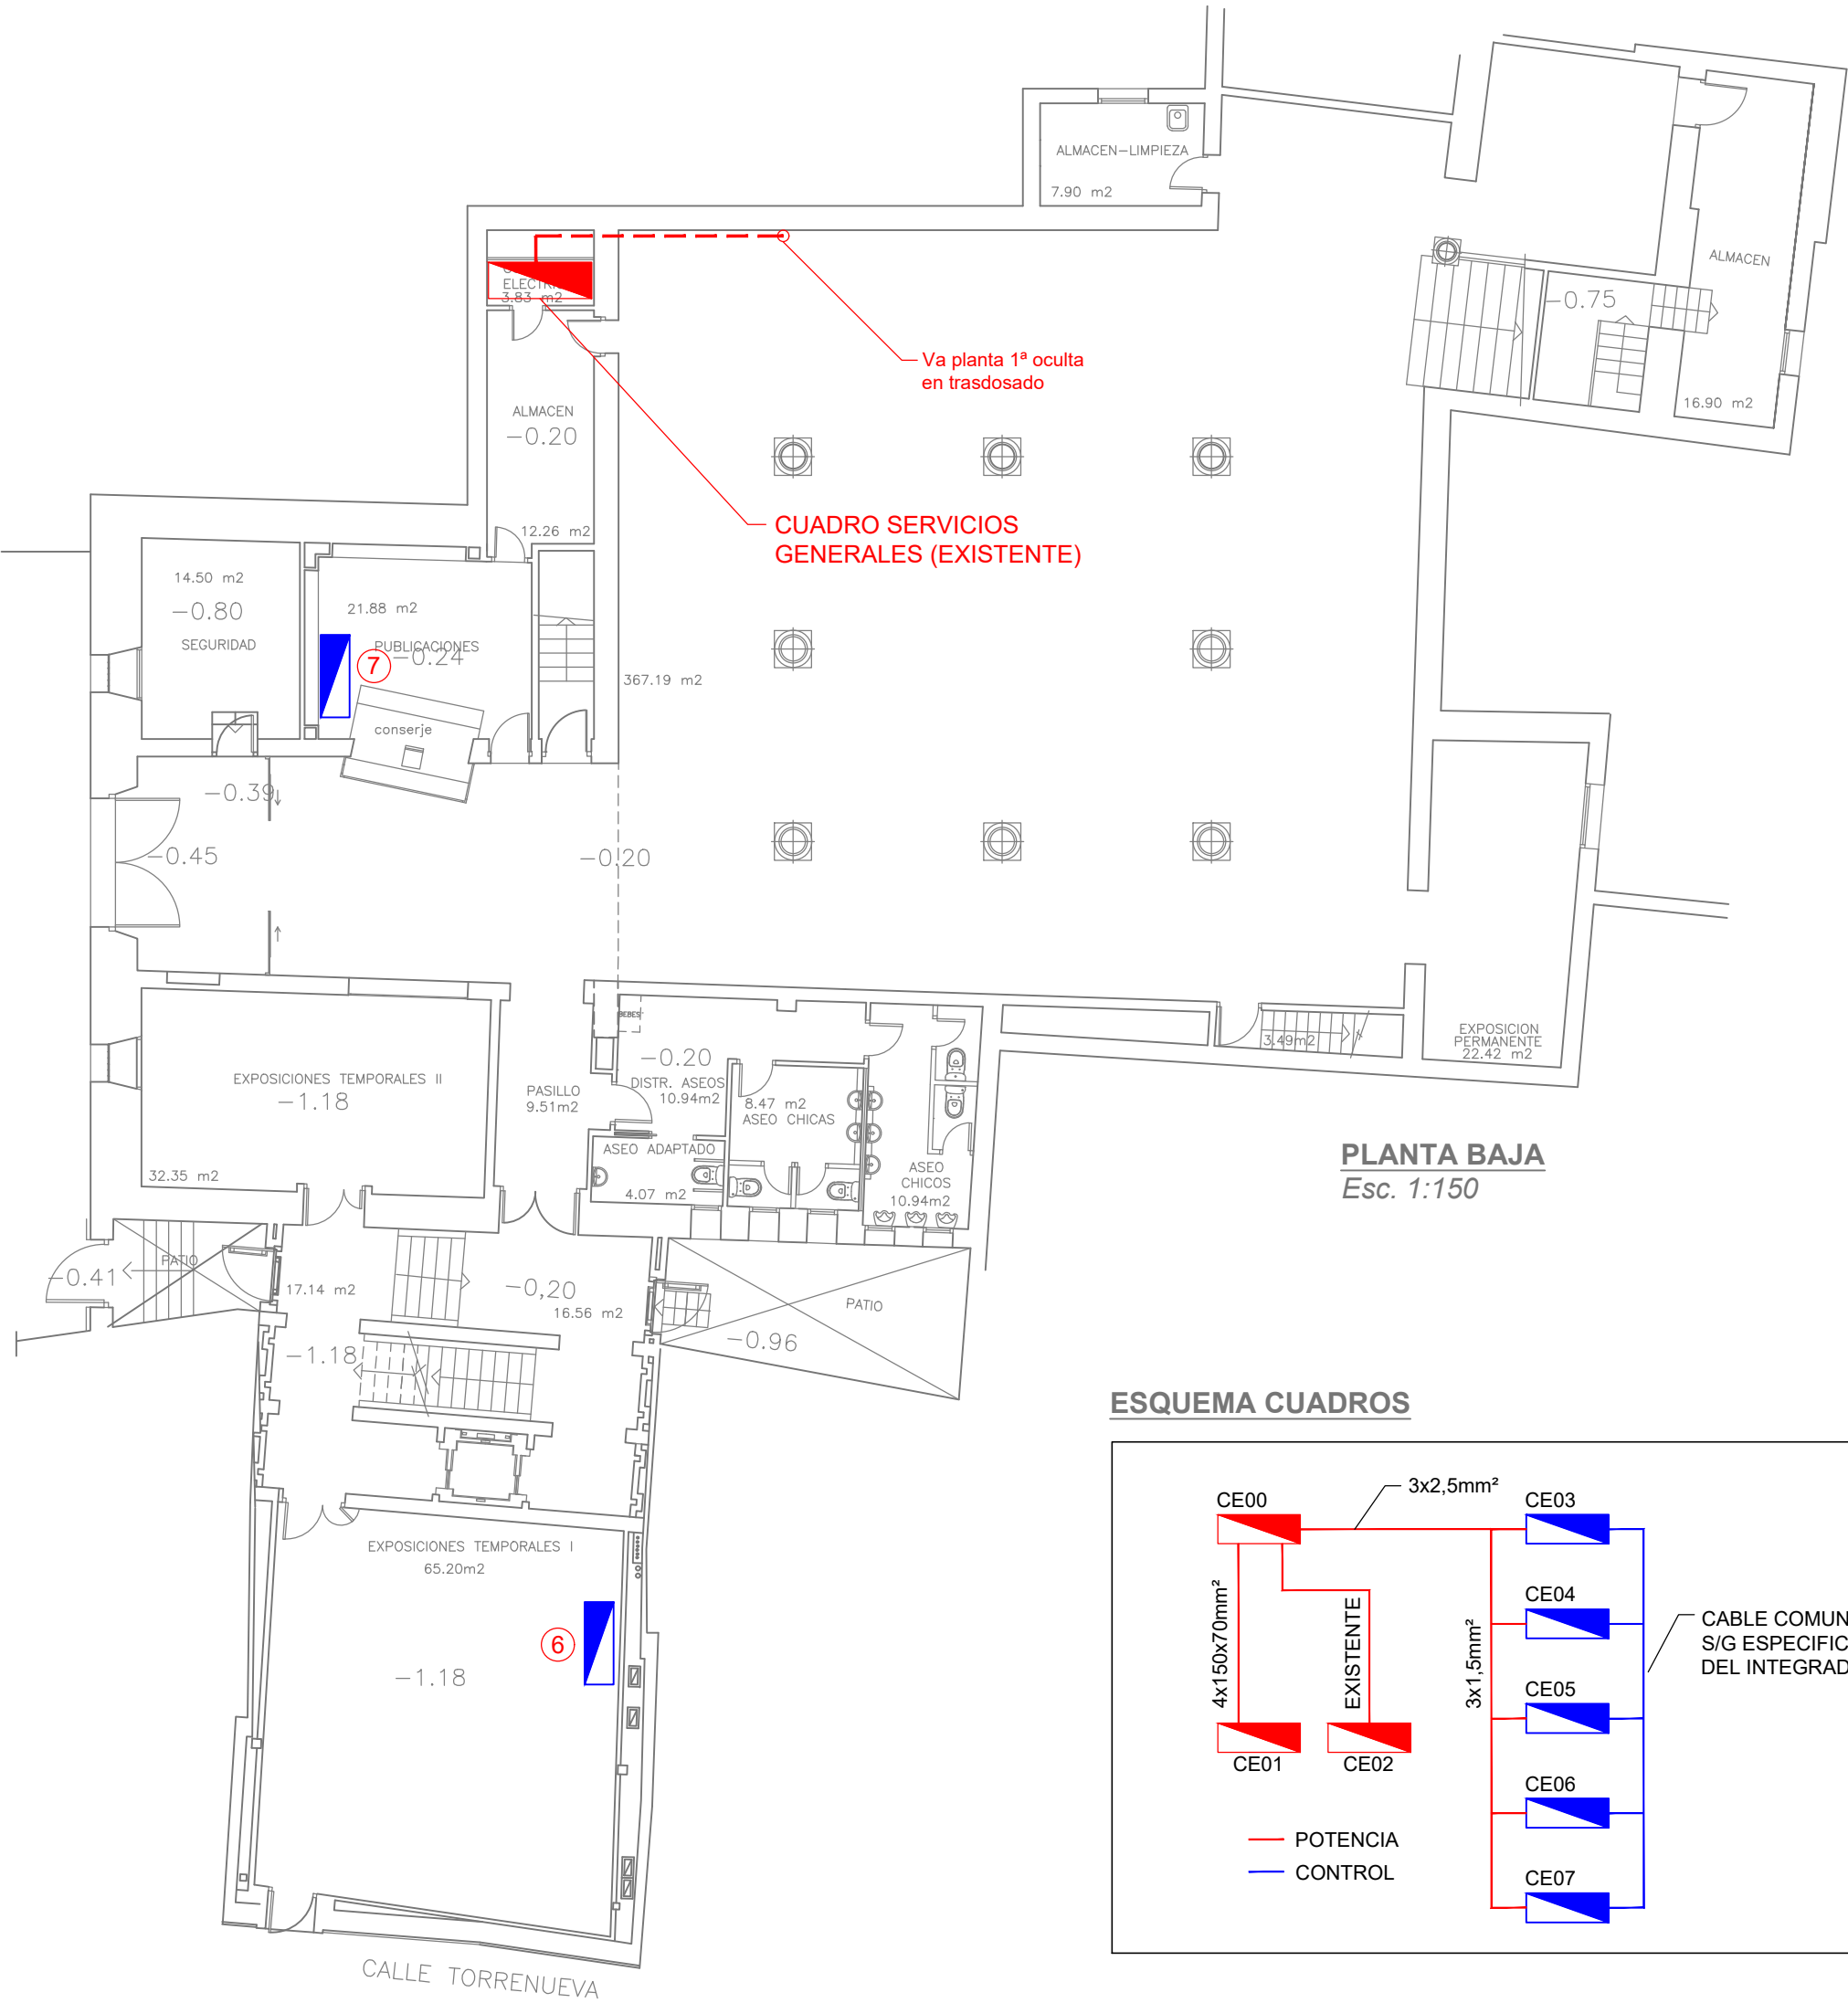 ALMACEN-LIMPIEZA
7.90 m2
ALMACEN
-0.75
16.90 m2
3.83 m2
Va planta 1ª oculta
en trasdosado
ALMACEN
-0.20
12.26 m2
CUADRO SERVICIOS
GENERALES (EXISTENTE)
14.50 m2
-0.80
SEGURIDAD
21.88 m2
PUBLICACIONES
-0.24
7
367.19 m2
conserje
-0.39
-0.45
-0.20
BEBES
-0.20
DISTR. ASEOS
10.94m2
EXPOSICIONES TEMPORALES II
-1.18
32.35 m2
PASILLO
9.51m2
8.47 m2
ASEO CHICAS
ASEO ADAPTADO
4.07 m2
ASEO
CHICOS
10.94m2
3.49m2
EXPOSICION
PERMANENTE
22.42 m2
PLANTA BAJA
Esc. 1:150
-0.41
PATIO
17.14 m2
-0,20
16.56 m2
PATIO
-0.96
-1.18
EXPOSICIONES TEMPORALES I
65.20m2
6
-1.18
CALLE TORRENUEVA
ESQUEMA CUADROS
3x2,5mm²
CE00
CE03
CE04
4x150x70mm²
EXISTENTE
3x1,5mm²
CABLE COMUN
S/G ESPECIFIC
DEL INTEGRAD
CE05
CE01
CE02
CE06
POTENCIA
CONTROL
CE07